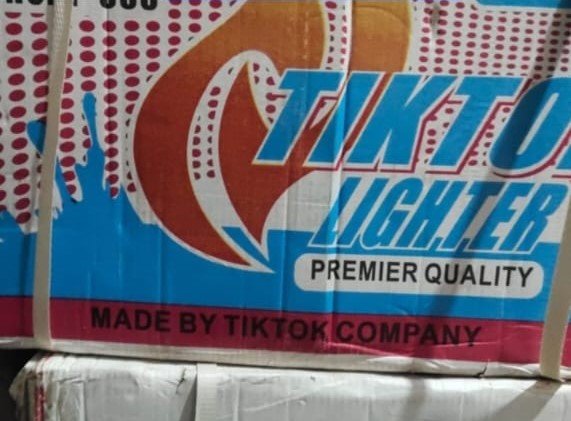 TIKTO
LIGHTER
PREMIER QUALITY
MADE BY TIKTOK COMPANY